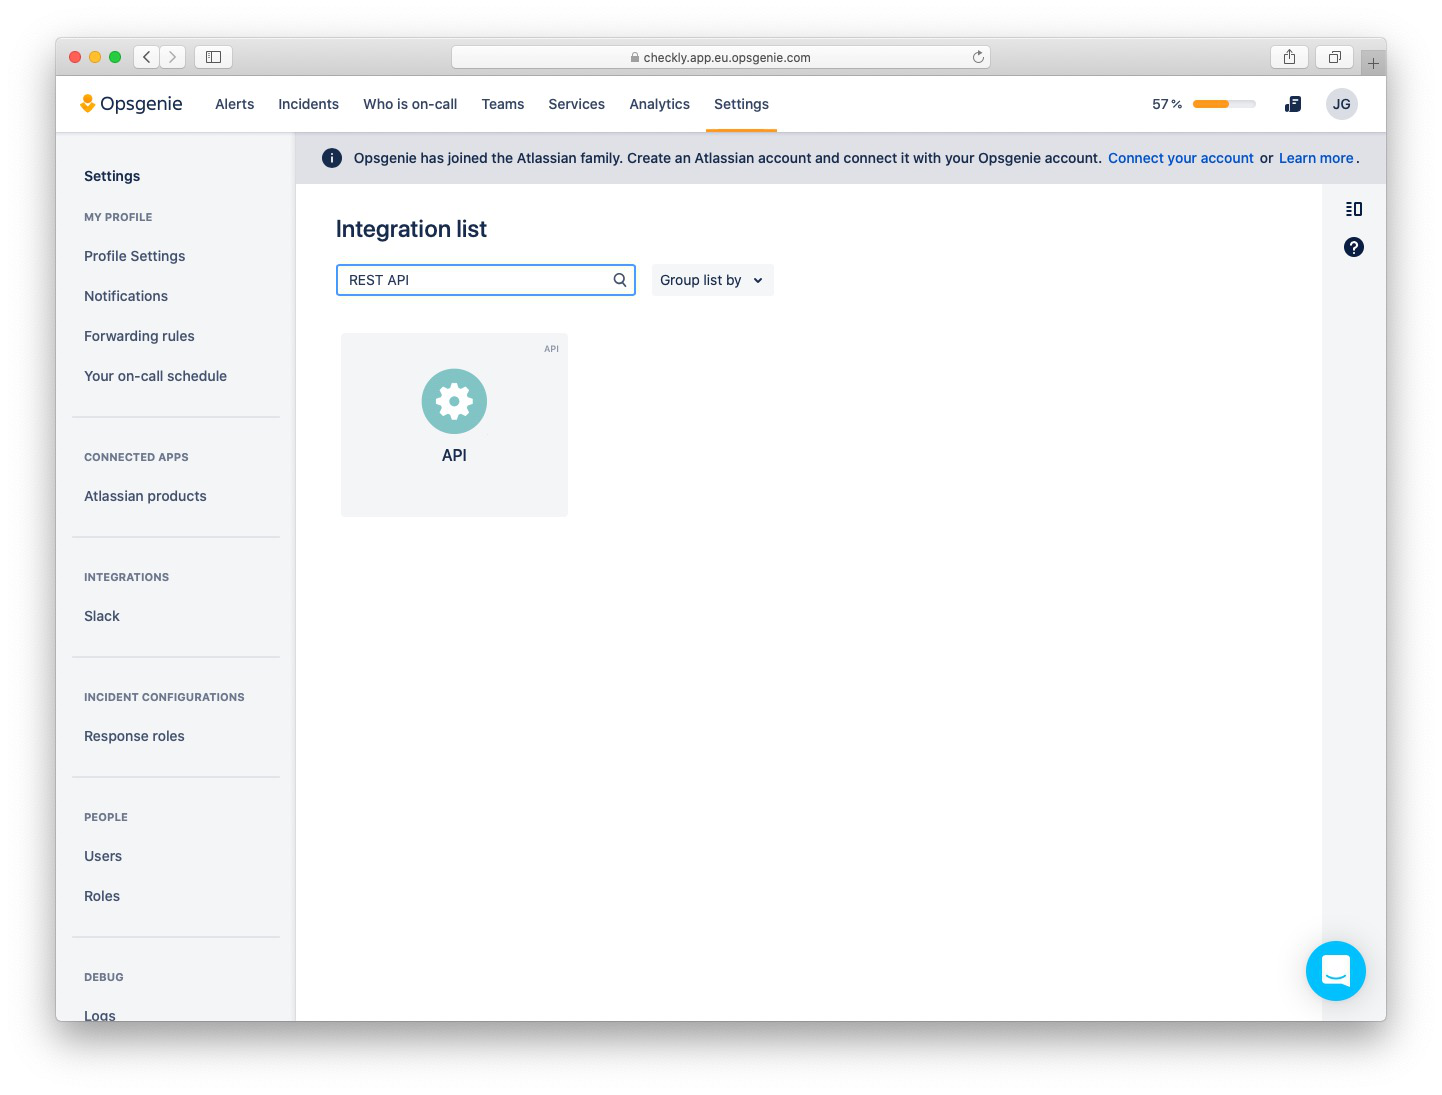 checkly.app.eu.opsgenie.com
Opsgenie Alerts Incidents Who is on-call Teams Services Analytics Settings 57% JG
Opsgenie has joined the Atlassian family. Create an Atlassian account and connect it with your Opsgenie account. Connect your account or Learn more.
Settings
MY PROFILE
Profile Settings
Notifications
Forwarding rules
Your on-call schedule
CONNECTED APPS
Atlassian products
INTEGRATIONS
Slack
INCIDENT CONFIGURATIONS
Response roles
PEOPLE
Users
Roles
DEBUG
Logs
Integration list
REST API
Group list by
API
API